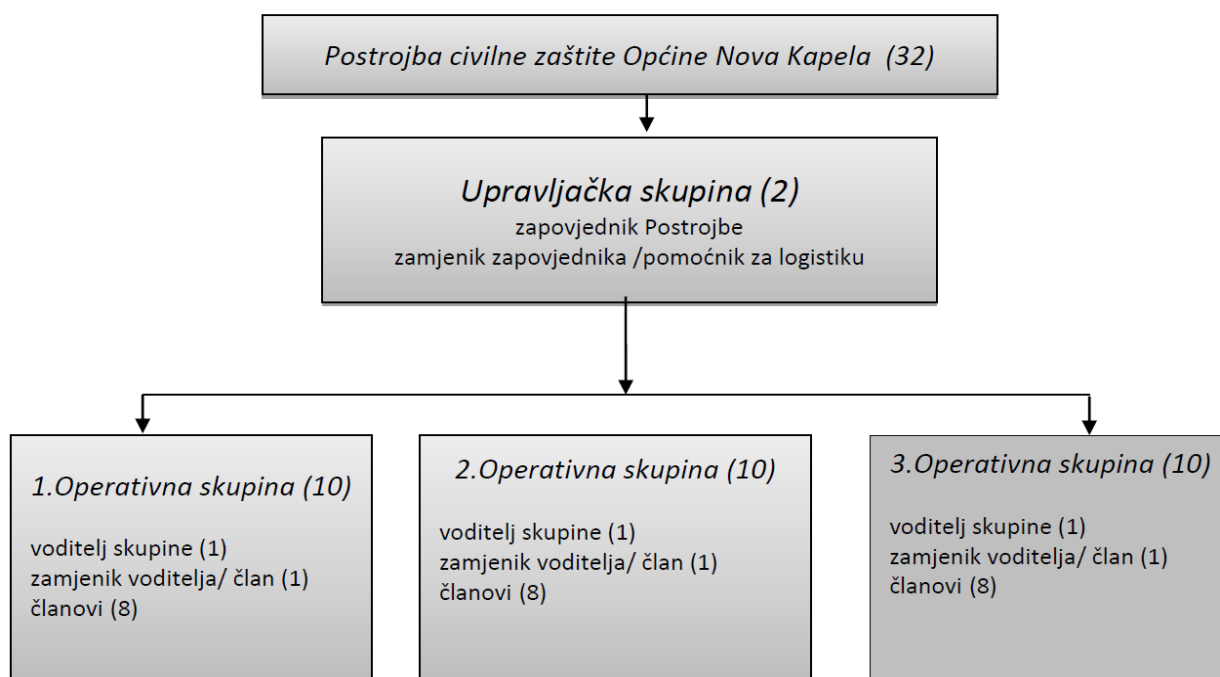 Postrojba civilne zaštite Općine Nova Kapela (32)
Upravljačka skupina (2)
zapovjednik Postrojbe
zamjenik zapovjednika /pomoćnik za logistiku
1.Operativna skupina (10)
voditelj skupine (1)
zamjenik voditelja/ član (1)
članovi (8)
2.Operativna skupina (10)
voditelj skupine (1)
zamjenik voditelja/ član (1)
članovi (8)
3.Operativna skupina (10)
voditelj skupine (1)
zamjenik voditelja/ član (1)
članovi (8)